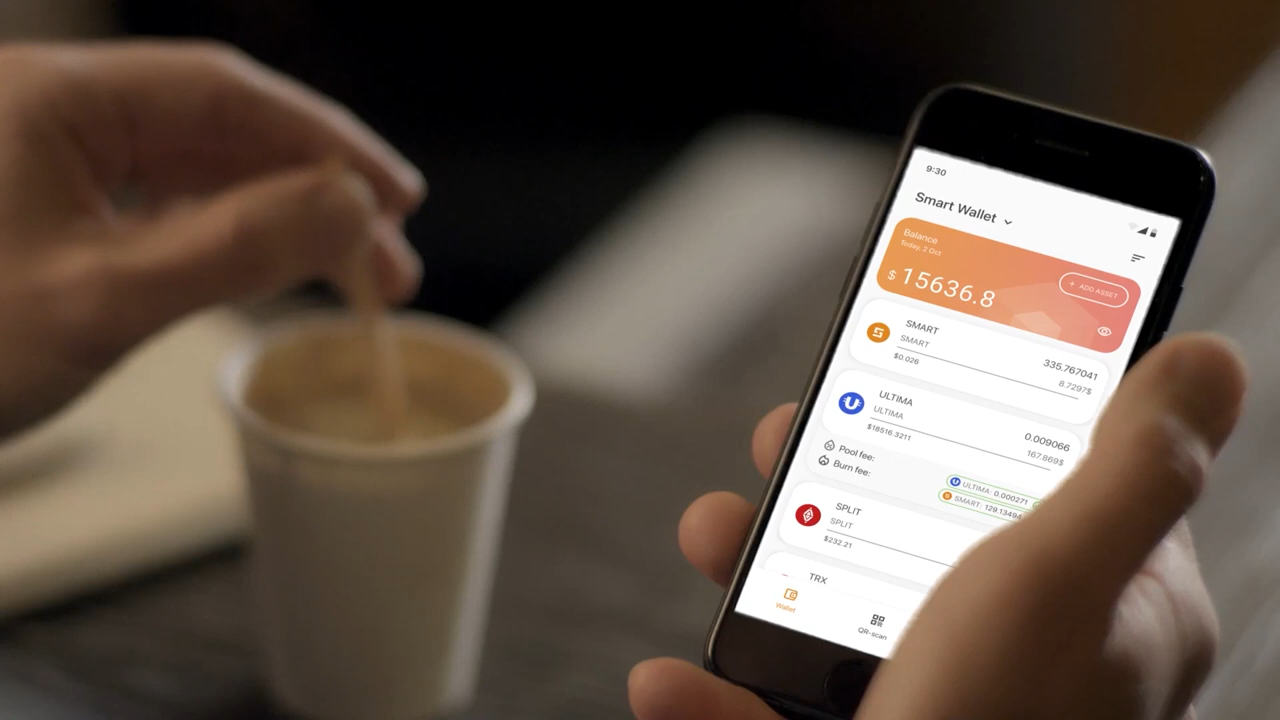 9:30
Smart Wallet
Balance
Today, 2 Oct
$ 15636.8
+ ADD ASSET
SMART
SMART
$0.026
335.767041
8.7297$
ULTIMA
ULTIMA
$18516.3211
0.009066
167.869$
Pool fee:
Burn fee:
ULTIMA: 0.000271
SMART: 129.13494
SPLIT
SPLIT
$232.21
TRX
Wallet
QR-scan